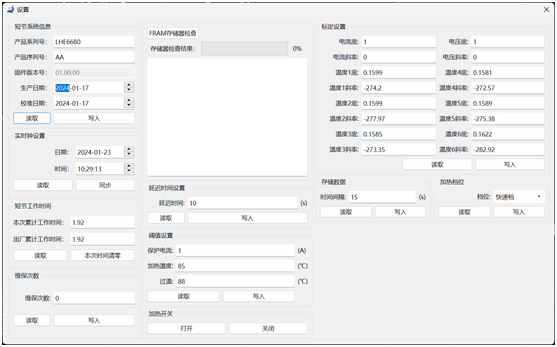 设置
短节系统信息
产品系列号: LHE6680
产品序列号: AA
固件版本号: 01.00.00
生产日期: 2024-01-17
校准日期: 2024-01-17
读取 写入
实时钟设置
日期: 2024-01-23
时间: 10:29:13
读取 同步
短节工作时间
本次累计工作时间: 1.92
出厂累计工作时间: 1.92
读取 本次时间清零
维保次数
维保次数: 0
读取 写入
FRAM存储器检查
存储器检查结果: 0%
延迟时间设置
延迟时间: 10 (s)
读取 写入
阈值设置
保护电流: 1 (A)
加热温度: 85 (℃)
过温: 88 (℃)
读取 写入
加热开关
打开 关闭
标定设置
电流底: 1 电压底: 1
电流斜率: 0 电压斜率: 0
温度1底: 0.1599 温度4底: 0.1581
温度1斜率: -274.2 温度4斜率: -272.57
温度2底: 0.1599 温度5底: 0.1589
温度2斜率: -277.97 温度5斜率: -275.38
温度3底: 0.1585 温度6底: 0.1622
温度3斜率: -273.35 温度6斜率: -282.92
读取 写入
存储数据
时间间隔: 15 (s)
读取 写入
加热档位
档位: 快速档
读取 写入